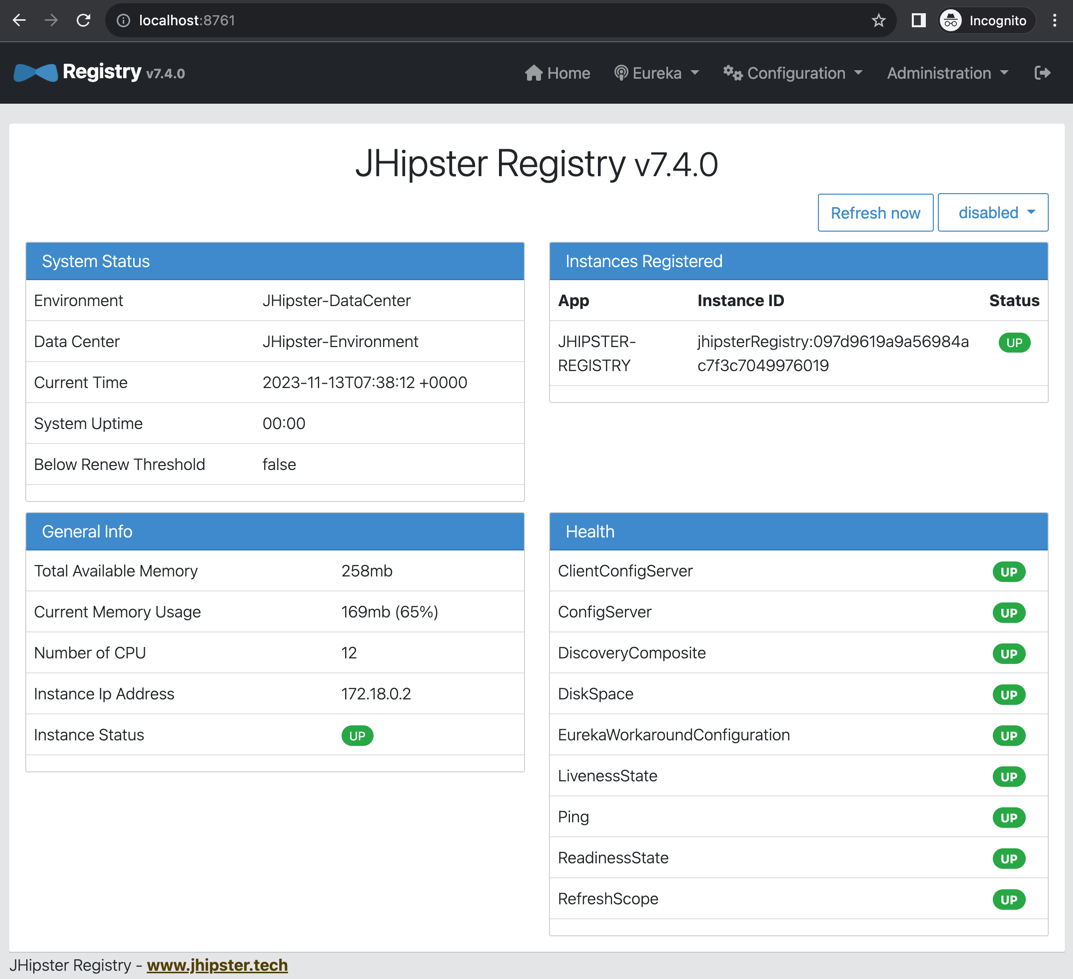 localhost:8761
Incognito
Registry v7.4.0
Home
Eureka
Configuration
Administration
JHipster Registry v7.4.0
Refresh now
disabled
System Status
Environment JHipster-DataCenter
Data Center JHipster-Environment
Current Time 2023-11-13T07:38:12 +0000
System Uptime 00:00
Below Renew Threshold false
Instances Registered
App Instance ID Status
JHIPSTER- jhipsterRegistry:097d9619a9a56984a UP
REGISTRY c7f3c7049976019
General Info
Total Available Memory 258mb
Current Memory Usage 169mb (65%)
Number of CPU 12
Instance Ip Address 172.18.0.2
Instance Status UP
Health
ClientConfigServer UP
ConfigServer UP
DiscoveryComposite UP
DiskSpace UP
EurekaWorkaroundConfiguration UP
LivenessState UP
Ping UP
ReadinessState UP
RefreshScope UP
JHipster Registry - www.jhipster.tech